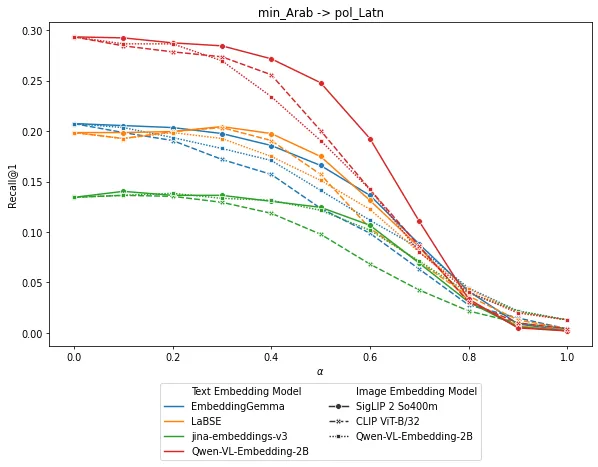 min_Arab -> pol_Latn
Recall@1
0.30
0.25
0.20
0.15
0.10
0.05
0.00
0.0 0.2 0.4 0.6 0.8 1.0
α
Text Embedding Model
EmbeddingGemma
LaBSE
jina-embeddings-v3
Qwen-VL-Embedding-2B
Image Embedding Model
SigLIP 2 So400m
CLIP ViT-B/32
Qwen-VL-Embedding-2B